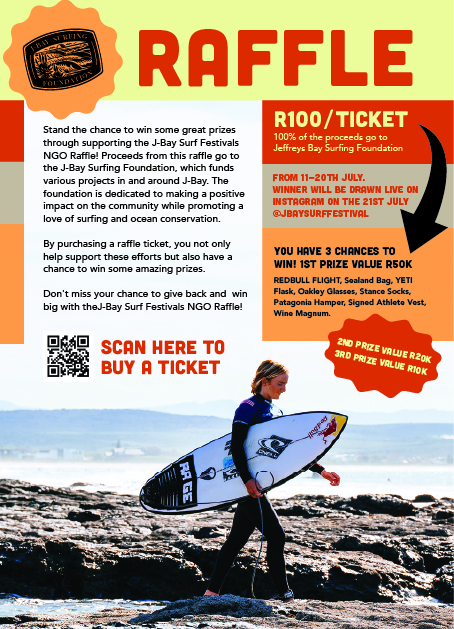 J-BAY SURFING
FOUNDATION
RAFFLE
Stand the chance to win some great prizes
through supporting the J-Bay Surf Festivals
NGO Raffle! Proceeds from this raffle go to
the J-Bay Surfing Foundation, which funds
various projects in and around J-Bay. The
foundation is dedicated to making a positive
impact on the community while promoting a
love of surfing and ocean conservation.
By purchasing a raffle ticket, you not only
help support these efforts but also have a
chance to win some amazing prizes.
Don't miss your chance to give back and win
big with theJ-Bay Surf Festivals NGO Raffle!
SCAN HERE TO
BUY A TICKET
R100/TICKET
100% of the proceeds go to
Jeffreys Bay Surfing Foundation
FROM 11-20TH JULY.
WINNER WILL BE DRAWN LIVE ON
INSTAGRAM ON THE 21ST JULY
@JBAYSURFFESTIVAL
YOU HAVE 3 CHANCES TO
WIN! 1ST PRIZE VALUE R50K
REDBULL FLIGHT, Sealand Bag, YETI
Flask, Oakley Glasses, Stance Socks,
Patagonia Hamper, Signed Athlete Vest,
Wine Magnum.
2ND PRIZE VALUE R20K
3RD PRIZE VALUE R10K
RAGE
O'NEILL
Red Bull